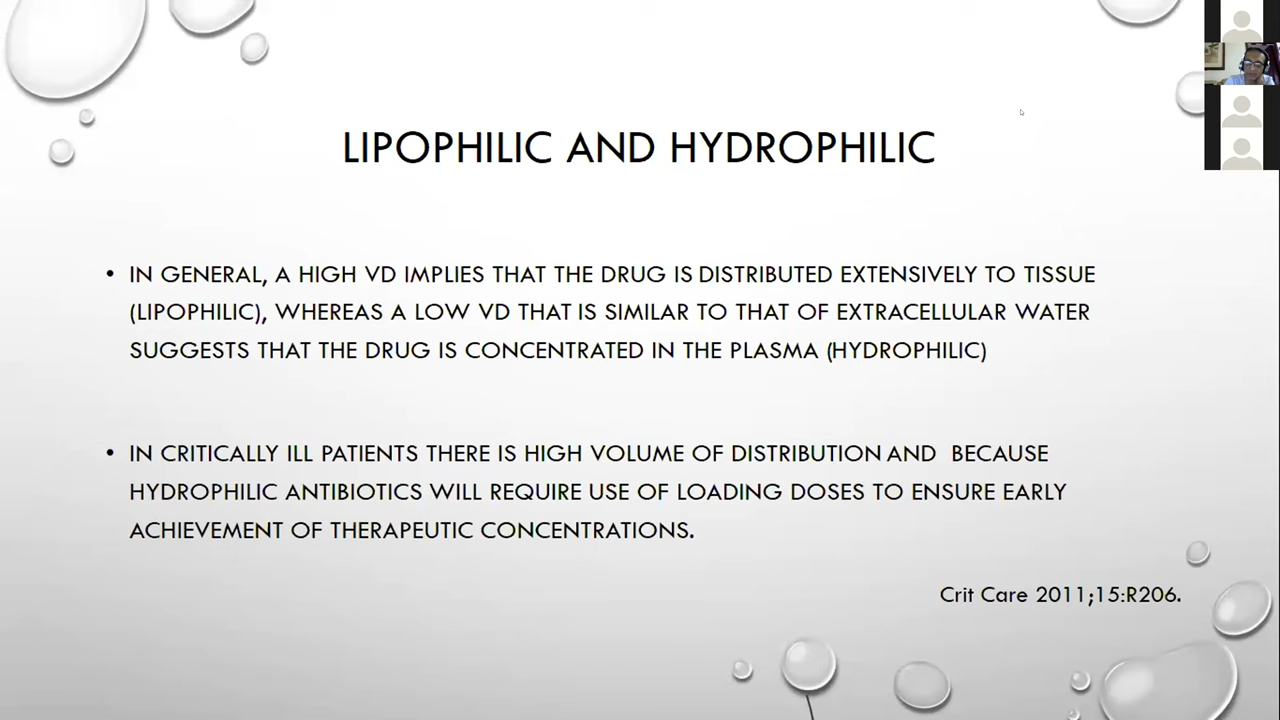 LIPOPHILIC AND HYDROPHILIC
• IN GENERAL, A HIGH VD IMPLIES THAT THE DRUG IS DISTRIBUTED EXTENSIVELY TO TISSUE
(LIPOPHILIC), WHEREAS A LOW VD THAT IS SIMILAR TO THAT OF EXTRACELLULAR WATER
SUGGESTS THAT THE DRUG IS CONCENTRATED IN THE PLASMA (HYDROPHILIC)
• IN CRITICALLY ILL PATIENTS THERE IS HIGH VOLUME OF DISTRIBUTION AND BECAUSE
HYDROPHILIC ANTIBIOTICS WILL REQUIRE USE OF LOADING DOSES TO ENSURE EARLY
ACHIEVEMENT OF THERAPEUTIC CONCENTRATIONS.
Crit Care 2011;15:R206.